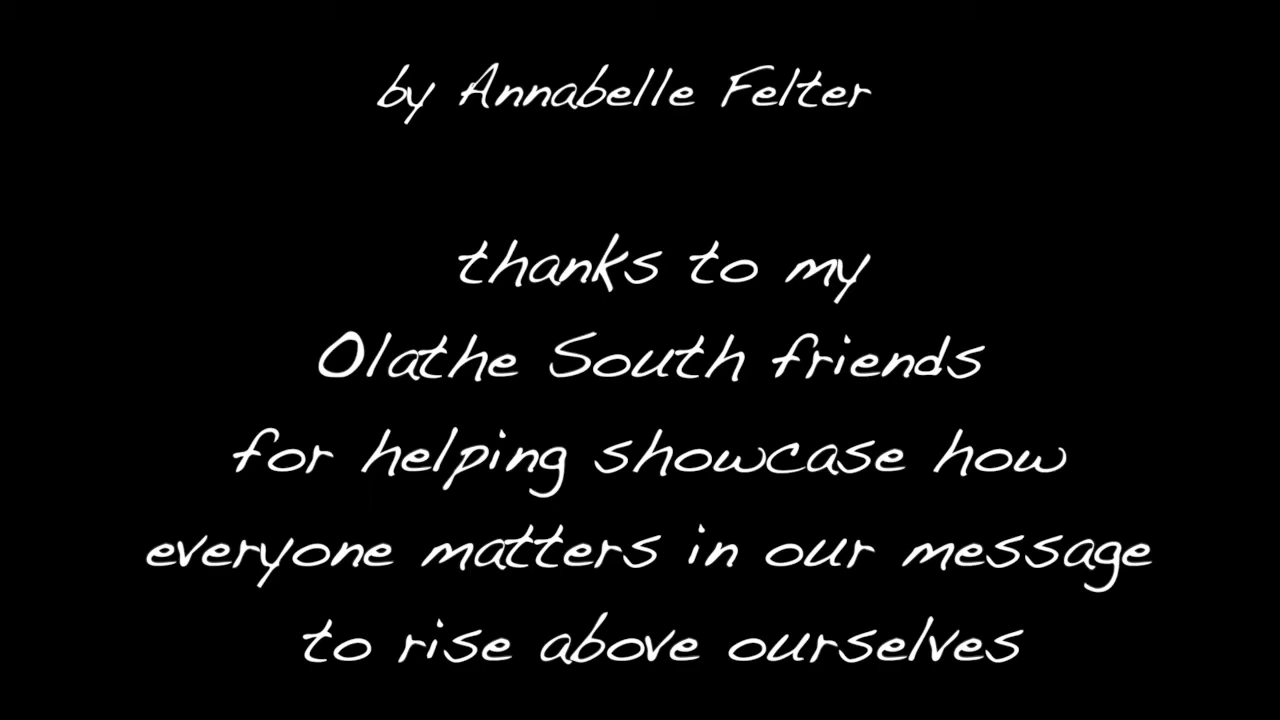 by Annabelle Felter
thanks to my
Olathe South friends
for helping showcase how
everyone matters in our message
to rise above ourselves